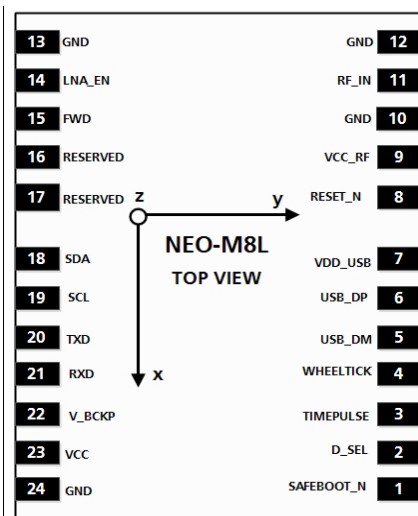 13 GND GND 12
14 LNA_EN RF_IN 11
15 FWD GND 10
16 RESERVED VCC_RF 9
17 RESERVED z y RESET_N 8
NEO-M8L
18 SDA VDD_USB 7
TOP VIEW
19 SCL USB_DP 6
20 TXD USB_DM 5
21 RXD x WHEELTICK 4
22 V_BCKP TIMEPULSE 3
23 VCC D_SEL 2
24 GND SAFEBOOT_N 1